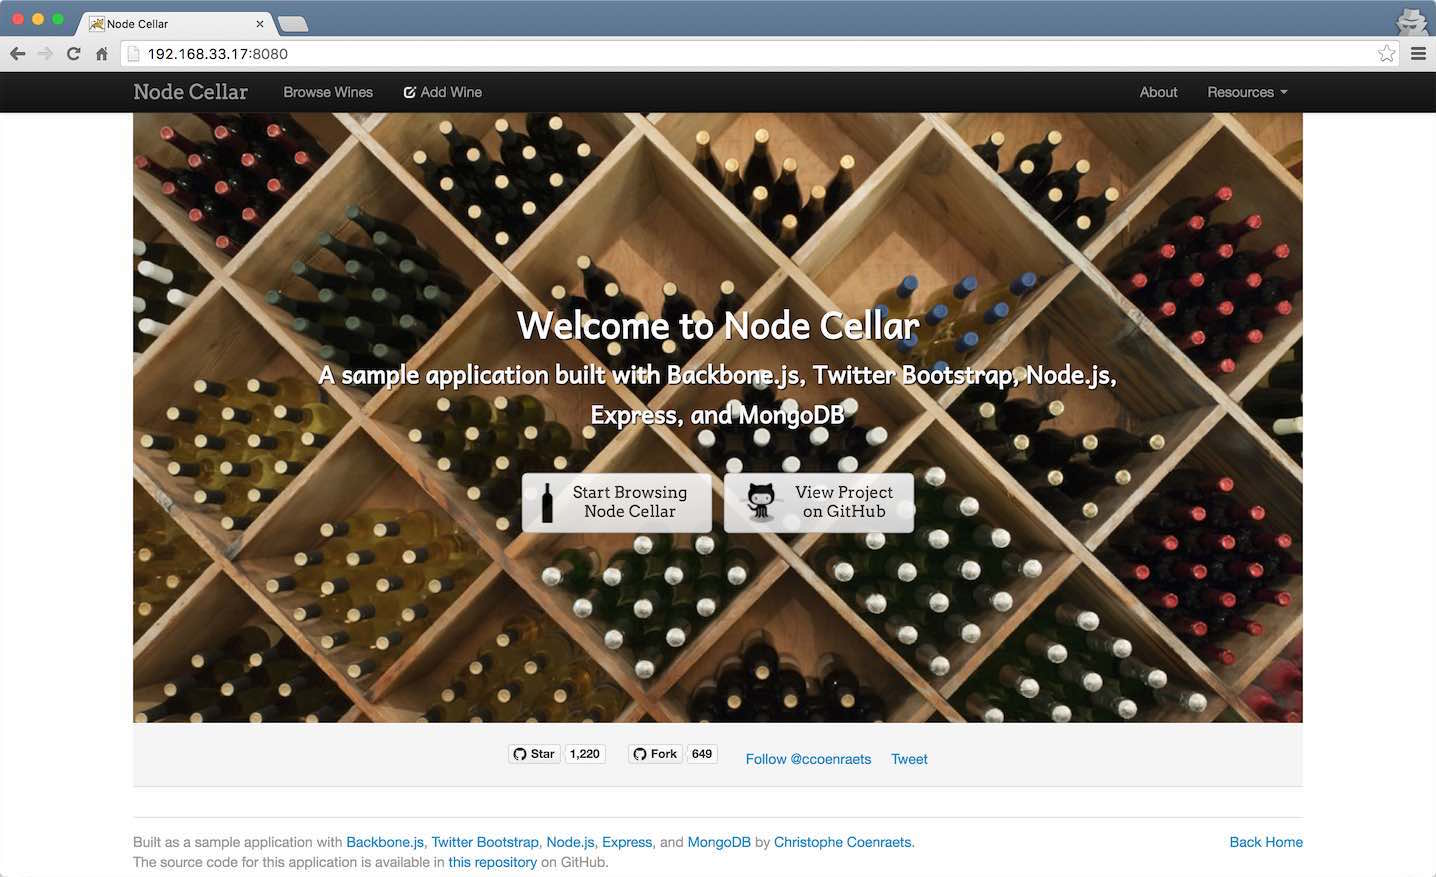 Node Cellar
192.168.33.17:8080
Node Cellar Browse Wines Add Wine About Resources
Welcome to Node Cellar
A sample application built with Backbone.js, Twitter Bootstrap, Node.js,
Express, and MongoDB
Start Browsing
Node Cellar
View Project
on GitHub
Star 1,220 Fork 649 Follow @ccoenraets Tweet
Built as a sample application with Backbone.js, Twitter Bootstrap, Node.js, Express, and MongoDB by Christophe Coenraets. Back Home
The source code for this application is available in this repository on GitHub.